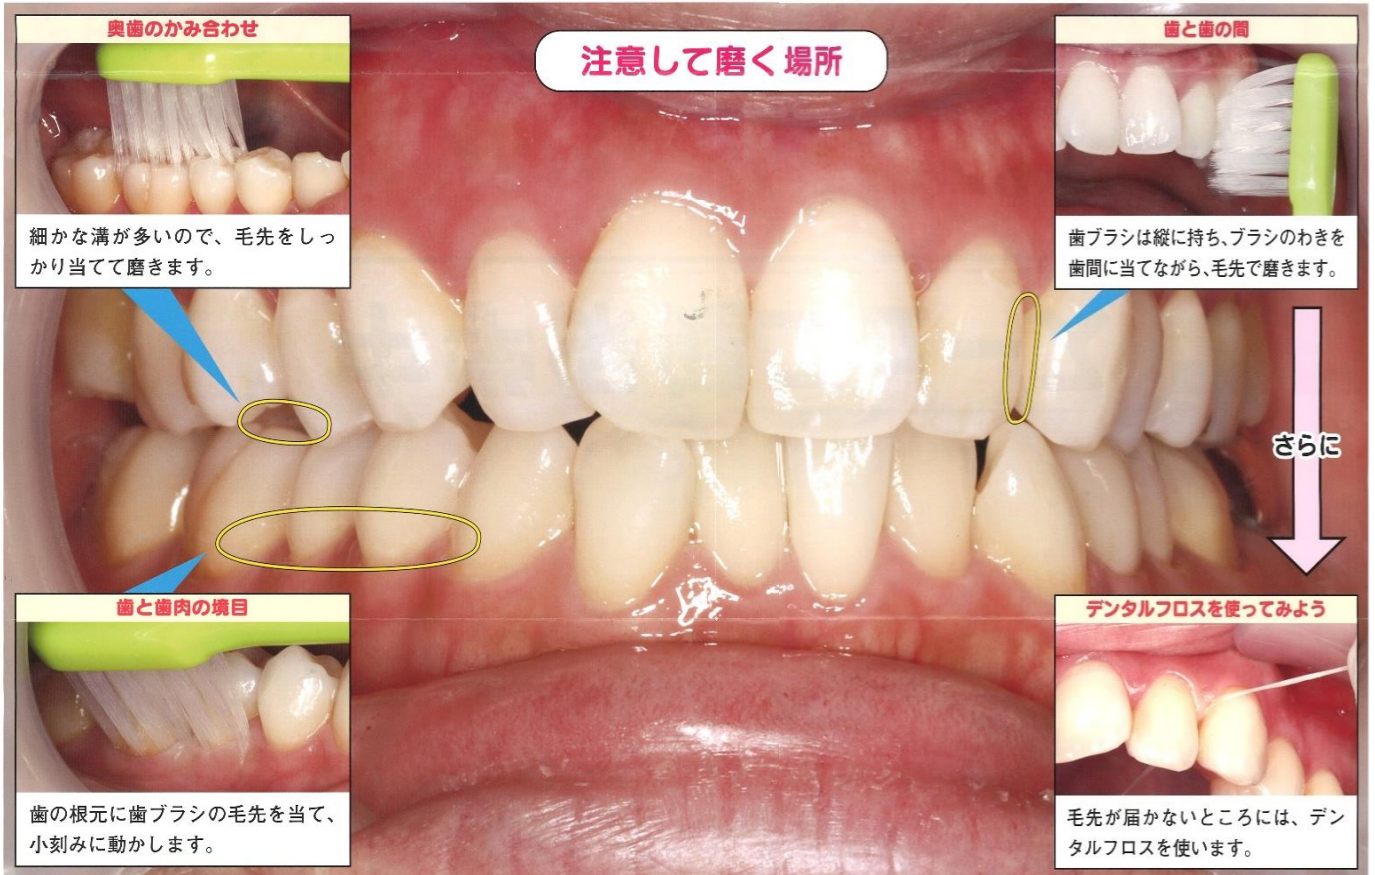 注意して磨く場所
奥歯のかみ合わせ
細かな溝が多いので、毛先をしっ
かり当てて磨きます。
歯と歯の間
歯ブラシは縦に持ち、ブラシのわきを
歯間に当てながら、毛先で磨きます。
歯と歯肉の境目
歯の根元に歯ブラシの毛先を当て、
小刻みに動かします。
さらに
デンタルフロスを使ってみよう
毛先が届かないところには、デン
タルフロスを使います。